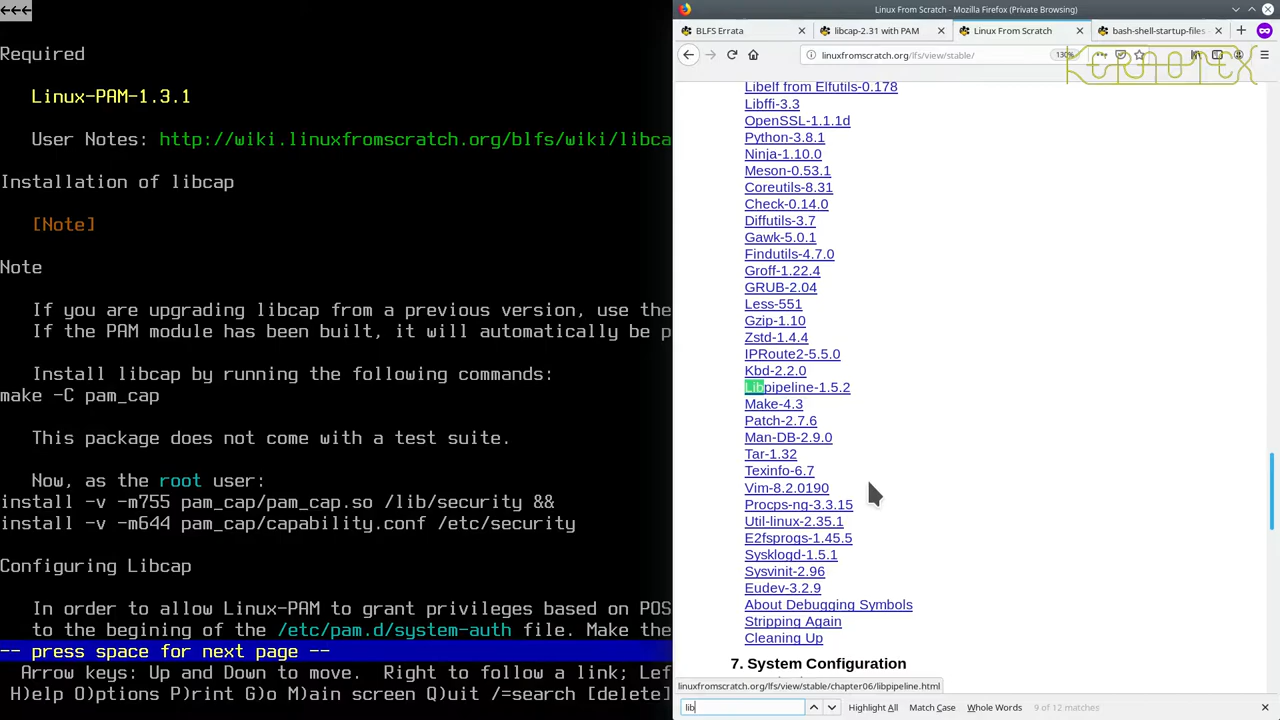 ←←←
Required
Linux-PAM-1.3.1
User Notes: http://wiki.linuxfromscratch.org/blfs/wiki/libca
Installation of libcap
[Note]
Note
If you are upgrading libcap from a previous version, use the
If the PAM module has been built, it will automatically be p
Install libcap by running the following commands:
make -C pam_cap
This package does not come with a test suite.
Now, as the root user:
install -v -m755 pam_cap/pam_cap.so /lib/security &&
install -v -m644 pam_cap/capability.conf /etc/security
Configuring Libcap
In order to allow Linux-PAM to grant privileges based on POS
to the begining of the /etc/pam.d/system-auth file. Make the
-- press space for next page --
Arrow keys: Up and Down to move.  Right to follow a link; Lef
H)elp O)ptions P)rint G)o M)ain screen Q)uit /=search [delete]
Linux From Scratch - Mozilla Firefox (Private Browsing)
BLFS Errata
libcap-2.31 with PAM
Linux From Scratch
bash-shell-startup-files
linuxfromscratch.org/lfs/view/stable/
130%
KERNOTEX
Libelf from Elfutils-0.178
Libffi-3.3
OpenSSL-1.1.1d
Python-3.8.1
Ninja-1.10.0
Meson-0.53.1
Coreutils-8.31
Check-0.14.0
Diffutils-3.7
Gawk-5.0.1
Findutils-4.7.0
Groff-1.22.4
GRUB-2.04
Less-551
Gzip-1.10
Zstd-1.4.4
IPRoute2-5.5.0
Kbd-2.2.0
Libpipeline-1.5.2
Make-4.3
Patch-2.7.6
Man-DB-2.9.0
Tar-1.32
Texinfo-6.7
Vim-8.2.0190
Procps-ng-3.3.15
Util-linux-2.35.1
E2fsprogs-1.45.5
Sysklogd-1.5.1
Sysvinit-2.96
Eudev-3.2.9
About Debugging Symbols
Stripping Again
Cleaning Up
7. System Configuration
linuxfromscratch.org/lfs/view/stable/chapter06/libpipeline.html
lib
Highlight All
Match Case
Whole Words
9 of 12 matches